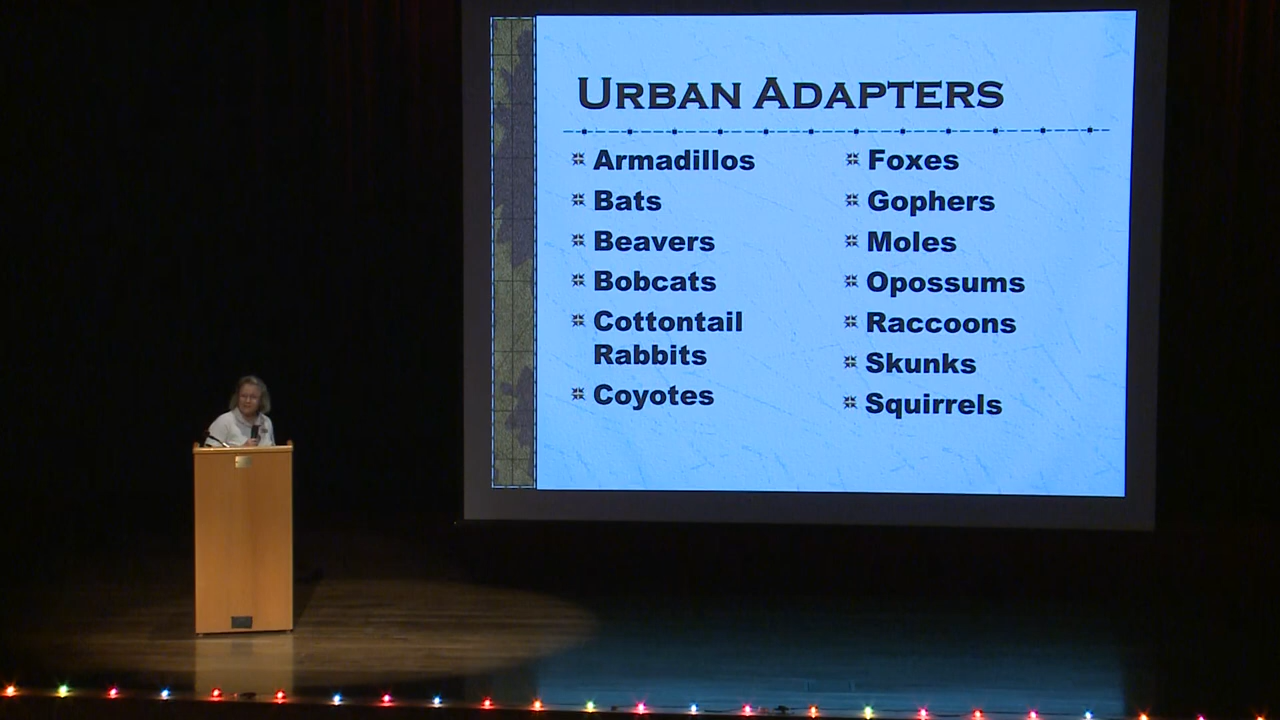 URBAN ADAPTERS
Armadillos
Bats
Beavers
Bobcats
Cottontail
Rabbits
Coyotes
Foxes
Gophers
Moles
Opossums
Raccoons
Skunks
Squirrels